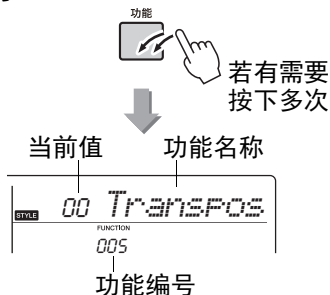 功能
若有需要
按下多次
当前值
功能名称
STYLE
00 Transpos
FUNCTION
005
功能编号